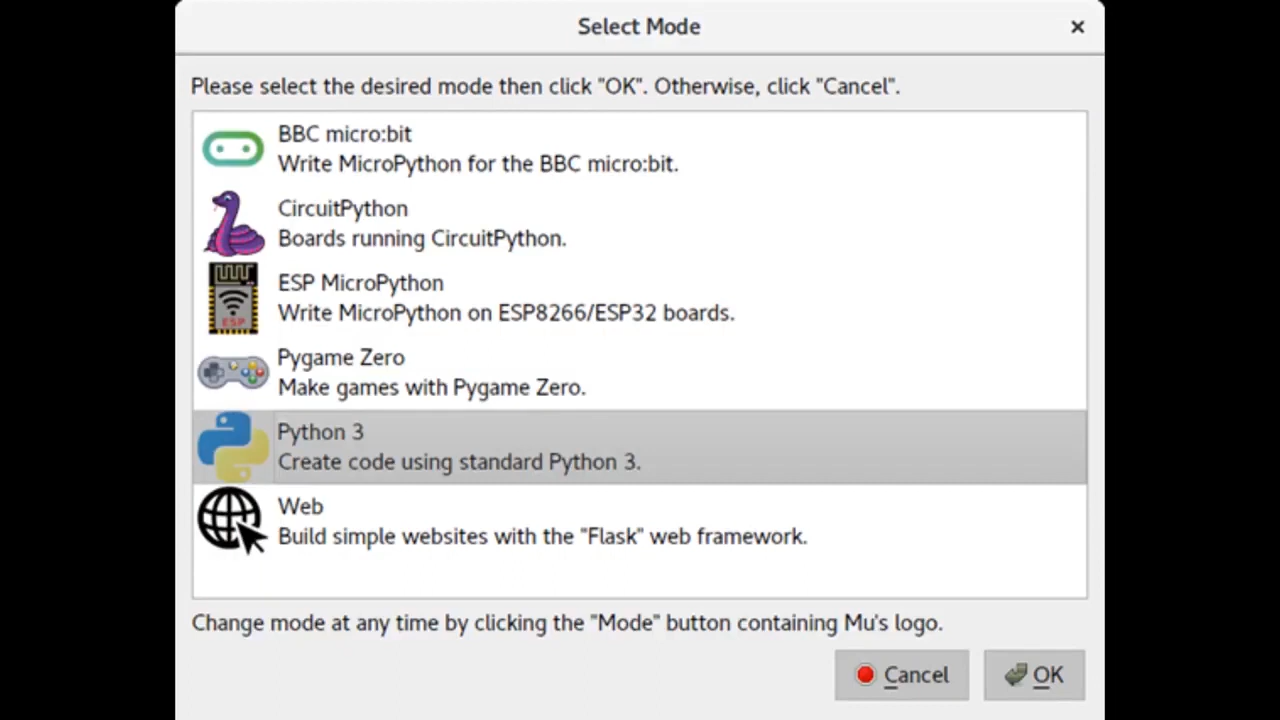 Select Mode
Please select the desired mode then click "OK". Otherwise, click "Cancel".
BBC micro:bit
Write MicroPython for the BBC micro:bit.
CircuitPython
Boards running CircuitPython.
ESP MicroPython
Write MicroPython on ESP8266/ESP32 boards.
ESP
Pygame Zero
Make games with Pygame Zero.
Python 3
Create code using standard Python 3.
Web
Build simple websites with the "Flask" web framework.
Change mode at any time by clicking the "Mode" button containing Mu's logo.
Cancel
OK